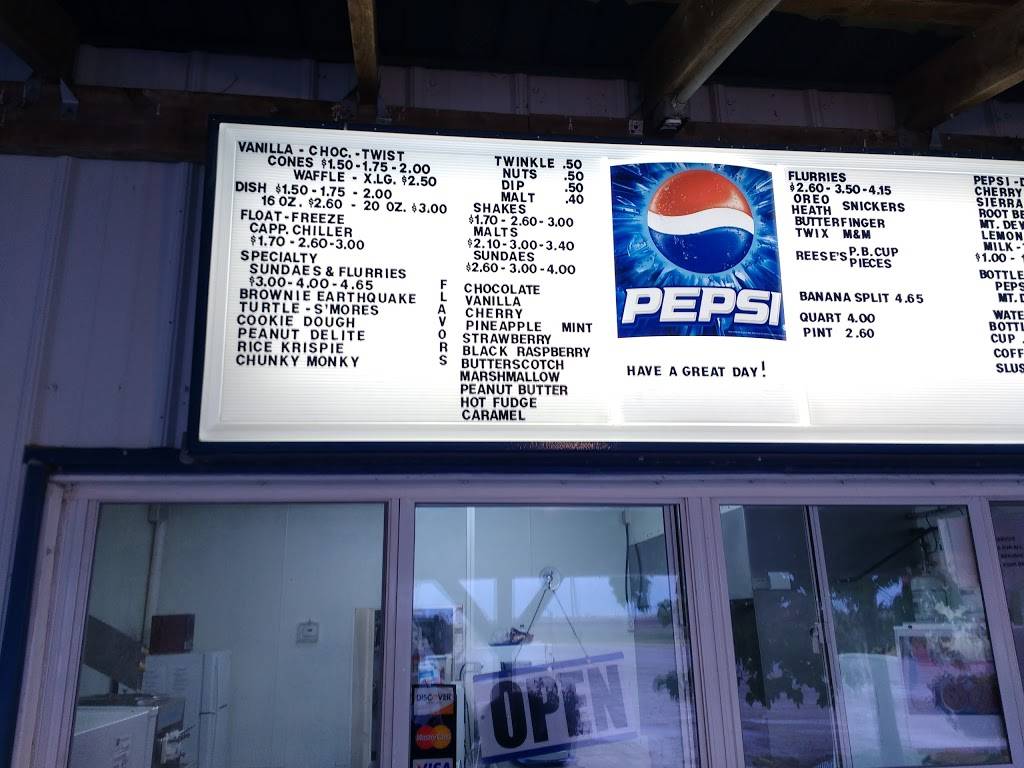 VANILLA - CHOC. - TWIST
CONES $1.50 - 1.75 - 2.00
WAFFLE - X.LG. $2.50
DISH $1.50 - 1.75 - 2.00
16 OZ. $2.60 - 20 OZ. $3.00
FLOAT - FREEZE
CAPP. CHILLER
$1.70 - 2.60 - 3.00
SPECIALTY
SUNDAES & FLURRIES
$3.00 - 4.00 - 4.65
BROWNIE EARTHQUAKE
TURTLE - S'MORES
COOKIE DOUGH
PEANUT DELITE
RICE KRISPIE
CHUNKY MONKY
TWINKLE .50
NUTS .50
DIP .50
MALT .40
SHAKES
$1.70 - 2.60 - 3.00
MALTS
$2.10 - 3.00 - 3.40
SUNDAES
$2.60 - 3.00 - 4.00
FLAVORS
CHOCOLATE
VANILLA
CHERRY
PINEAPPLE MINT
STRAWBERRY
BLACK RASPBERRY
BUTTERSCOTCH
MARSHMALLOW
PEANUT BUTTER
HOT FUDGE
CARAMEL
PEPSI
HAVE A GREAT DAY!
FLURRIES
$2.60 - 3.50 - 4.15
OREO SNICKERS
HEATH
BUTTERFINGER
TWIX M&M
REESE'S P.B. CUP
PIECES
BANANA SPLIT 4.65
QUART 4.00
PINT 2.60
PEPSI - D
CHERRY
SIERRA
ROOT BE
MT. DEW
LEMON
MILK -
$1.00 - 1
BOTTLE
PEPS
MT. D
WATE
BOTTL
CUP .
COFF
SLUS
OPEN
DISCOVER
MasterCard
VISA